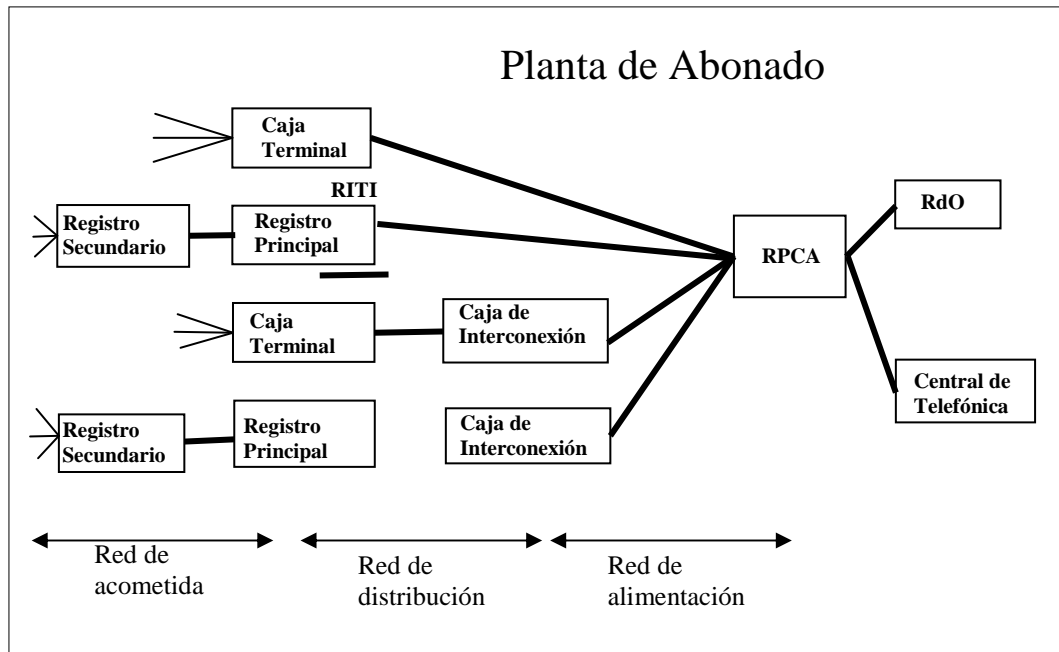 Planta de Abonado
Caja
Terminal
RITI
Registro
Secundario
Registro
Principal
RPCA
RdO
Caja
Terminal
Caja de
Interconexión
Central de
Telefónica
Registro
Secundario
Registro
Principal
Caja de
Interconexión
Red de
acometida
Red de
distribución
Red de
alimentación